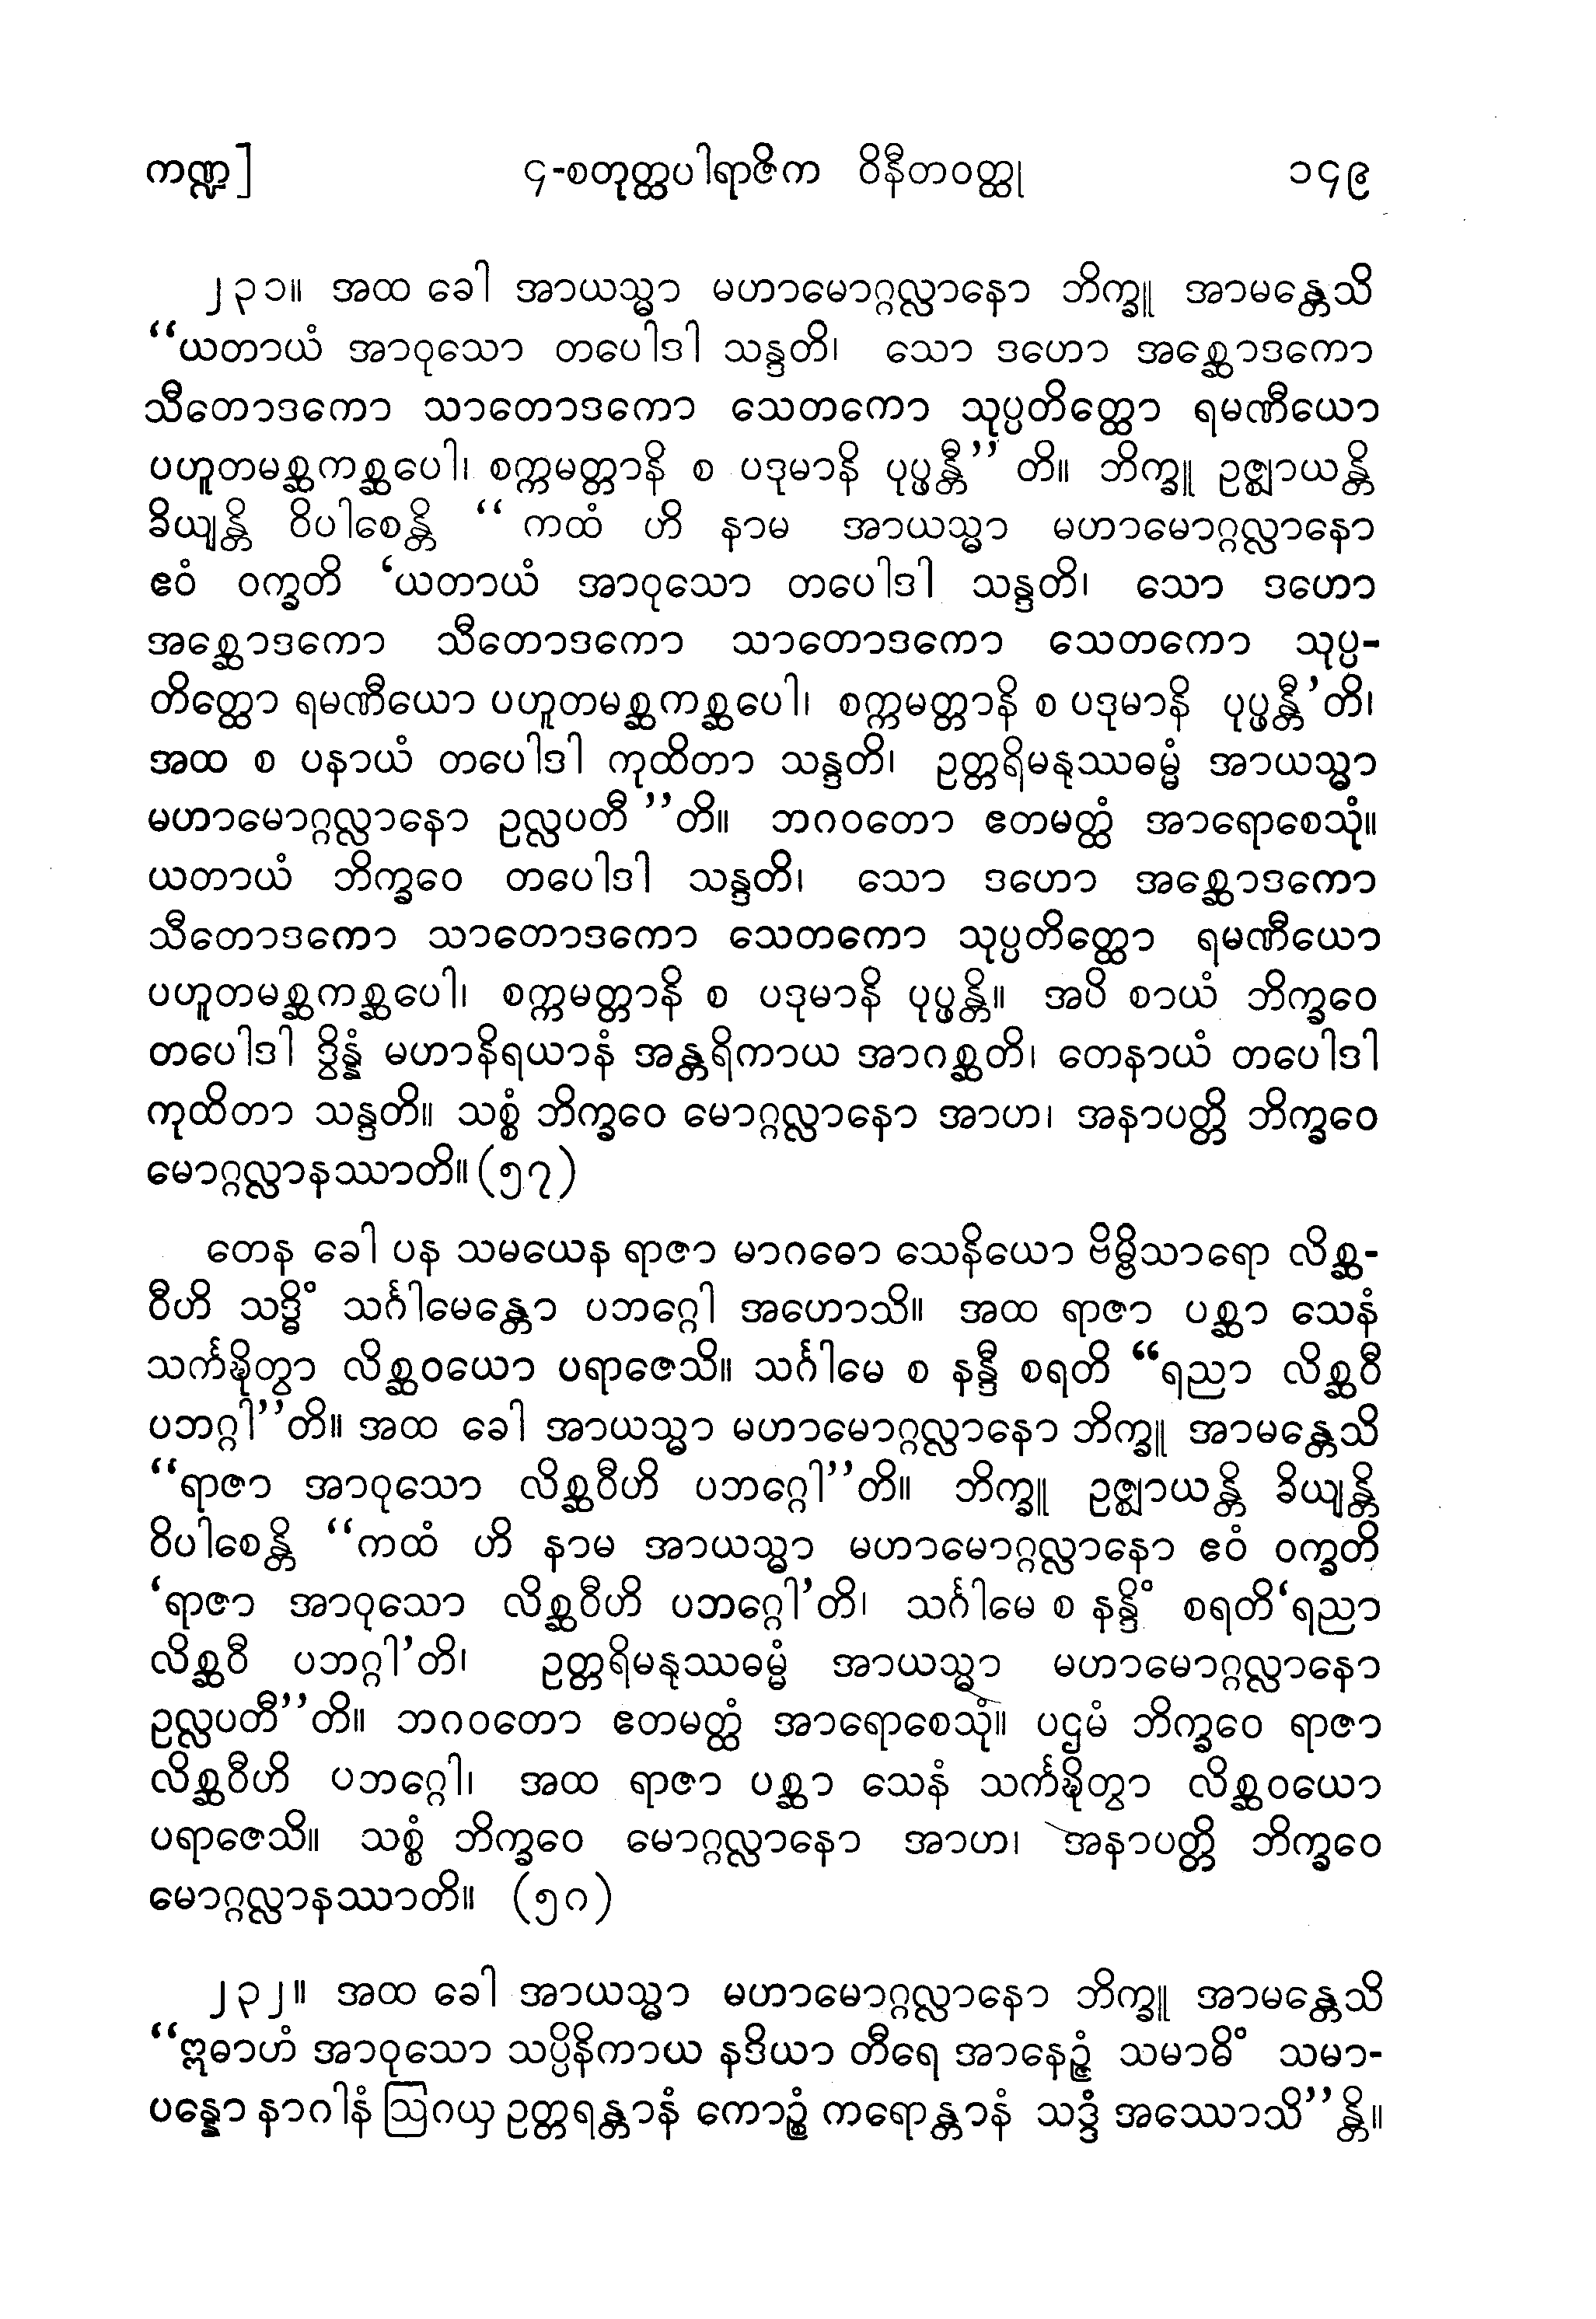 ကဏ္ဍ] ၄-စတုတ္ထပါရာဇိက ဝိနီတဝတ္ထု ၁၄၉
၂၃၁။ အထ ခေါ အာယသ္မာ မဟာမောဂ္ဂလ္လာနော ဘိက္ခူ အာမန္တေသိ
“ယတာယံ အာဝုသော တပေါဒါ သန္ဒတိ၊ သော ဒဟော အစ္ဆောဒကော
သီတောဒကော သာတောဒကော သေတကော သုပ္ပတိတ္ထော ရမဏီယော
ပဟူတမစ္ဆကစ္ဆပေါ၊ စက္ကမတ္တာနိ စ ပဒုမာနိ ပုပ္ဖန္တီ” တိ။ ဘိက္ခူ ဥဇ္ဈာယန္တိ
ခိယျန္တိ ဝိပါစေန္တိ “ ကထံ ဟိ နာမ အာယသ္မာ မဟာမောဂ္ဂလ္လာနော
ဧဝံ ဝက္ခတိ ‘ယတာယံ အာဝုသော တပေါဒါ သန္ဒတိ၊ သော ဒဟော
အစ္ဆောဒကော သီတောဒကော သာတောဒကော သေတကော သုပ္ပ-
တိတ္ထော ရမဏီယော ပဟူတမစ္ဆကစ္ဆပေါ၊ စက္ကမတ္တာနိ စ ပဒုမာနိ ပုပ္ဖန္တီ’တိ၊
အထ စ ပနာယံ တပေါဒါ ကုထိတာ သန္ဒတိ၊ ဥတ္တရိမနုဿဓမ္မံ အာယသ္မာ
မဟာမောဂ္ဂလ္လာနော ဥလ္လပတီ”တိ။ ဘဂဝတော ဧတမတ္ထံ အာရောစေသုံ။
ယတာယံ ဘိက္ခဝေ တပေါဒါ သန္ဒတိ၊ သော ဒဟော အစ္ဆောဒကော
သီတောဒကော သာတောဒကော သေတကော သုပ္ပတိတ္ထော ရမဏီယော
ပဟူတမစ္ဆကစ္ဆပေါ၊ စက္ကမတ္တာနိ စ ပဒုမာနိ ပုပ္ဖန္တိ။ အပိ စာယံ ဘိက္ခဝေ
တပေါဒါ ဒွိန္နံ မဟာနိရယာနံ အန္တရိကာယ အာဂစ္ဆတိ၊ တေနာယံ တပေါဒါ
ကုထိတာ သန္ဒတိ။ သစ္စံ ဘိက္ခဝေ မောဂ္ဂလ္လာနော အာဟ၊ အနာပတ္တိ ဘိက္ခဝေ
မောဂ္ဂလ္လာနဿာတိ။(၅၇)
တေန ခေါ ပန သမယေန ရာဇာ မာဂဓော သေနိယော ဗိမ္ဗိသာရော လိစ္ဆ-
ဝီဟိ သဒ္ဓိံ သင်္ဂါမေန္တော ပဘဂ္ဂေါ အဟောသိ။ အထ ရာဇာ ပစ္ဆာ သေနံ
သင်္ကဍ္ဎိတွာ လိစ္ဆဝယော ပရာဇေသိ။ သင်္ဂါမေ စ နန္ဒီ စရတိ “ရညာ လိစ္ဆဝီ
ပဘဂ္ဂါ”တိ။ အထ ခေါ အာယသ္မာ မဟာမောဂ္ဂလ္လာနော ဘိက္ခူ အာမန္တေသိ
“ရာဇာ အာဝုသော လိစ္ဆဝီဟိ ပဘဂ္ဂေါ”တိ။ ဘိက္ခူ ဥဇ္ဈာယန္တိ ခိယျန္တိ
ဝိပါစေန္တိ “ကထံ ဟိ နာမ အာယသ္မာ မဟာမောဂ္ဂလ္လာနော ဧဝံ ဝက္ခတိ
‘ရာဇာ အာဝုသော လိစ္ဆဝီဟိ ပဘဂ္ဂေါ’တိ၊ သင်္ဂါမေ စ နန္ဒိံ စရတိ‘ရညာ
လိစ္ဆဝီ ပဘဂ္ဂါ’တိ၊ ဥတ္တရိမနုဿဓမ္မံ အာယသ္မာ မဟာမောဂ္ဂလ္လာနော
ဥလ္လပတီ”တိ။ ဘဂဝတော ဧတမတ္ထံ အာရောစေသုံ။ ပဌမံ ဘိက္ခဝေ ရာဇာ
လိစ္ဆဝီဟိ ပဘဂ္ဂေါ၊ အထ ရာဇာ ပစ္ဆာ သေနံ သင်္ကဍ္ဎိတွာ လိစ္ဆဝယော
ပရာဇေသိ။ သစ္စံ ဘိက္ခဝေ မောဂ္ဂလ္လာနော အာဟ၊ အနာပတ္တိ ဘိက္ခဝေ
မောဂ္ဂလ္လာနဿာတိ။ (၅၈)
၂၃၂။ အထ ခေါ အာယသ္မာ မဟာမောဂ္ဂလ္လာနော ဘိက္ခူ အာမန္တေသိ
“ဣဓာဟံ အာဝုသော သပ္ပိနိကာယ နဒိယာ တီရေ အာနေဉ္ဇံ သမာဓိံ သမာ-
ပန္နော နာဂါနံ ဩဂယှ ဥတ္တရန္တာနံ ကောဉ္စံ ကရောန္တာနံ သဒ္ဒံ အဿောသိ”န္တိ။